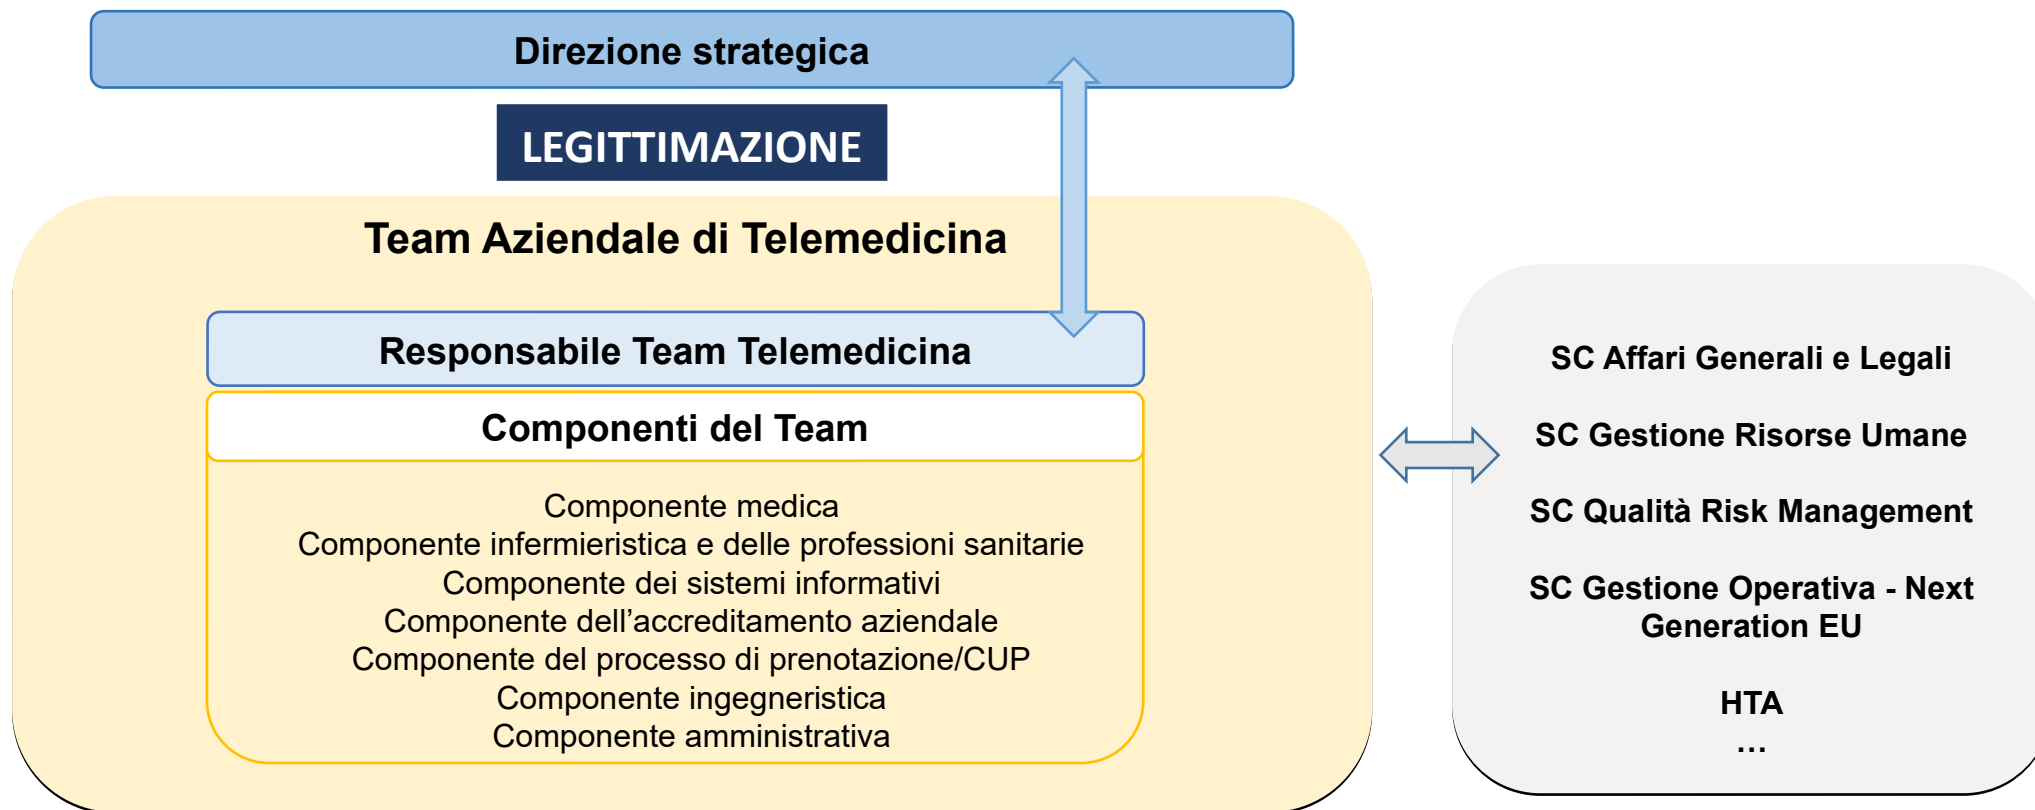 Direzione strategica
LEGITTIMAZIONE
Team Aziendale di Telemedicina
Responsabile Team Telemedicina
Componenti del Team
Componente medica
Componente infermieristica e delle professioni sanitarie
Componente dei sistemi informativi
Componente dell’accreditamento aziendale
Componente del processo di prenotazione/CUP
Componente ingegneristica
Componente amministrativa
SC Affari Generali e Legali
SC Gestione Risorse Umane
SC Qualità Risk Management
SC Gestione Operativa - Next
Generation EU
HTA
…